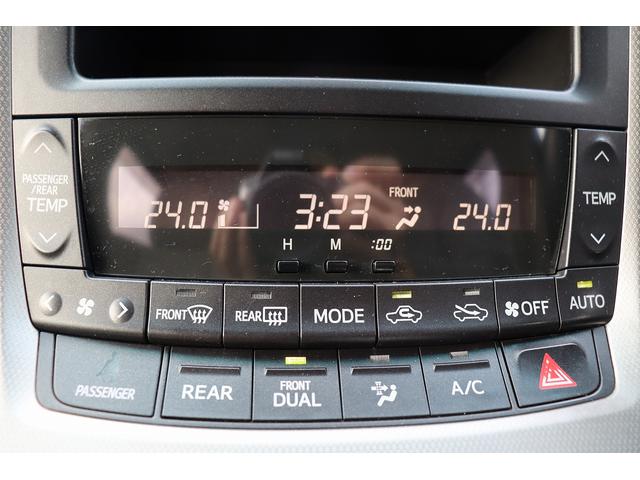 PASSENGER
/REAR
TEMP
24.0
3:23
FRONT
24.0
TEMP
H M :00
FRONT
REAR
MODE
OFF
AUTO
PASSENGER
REAR
FRONT
DUAL
A/C